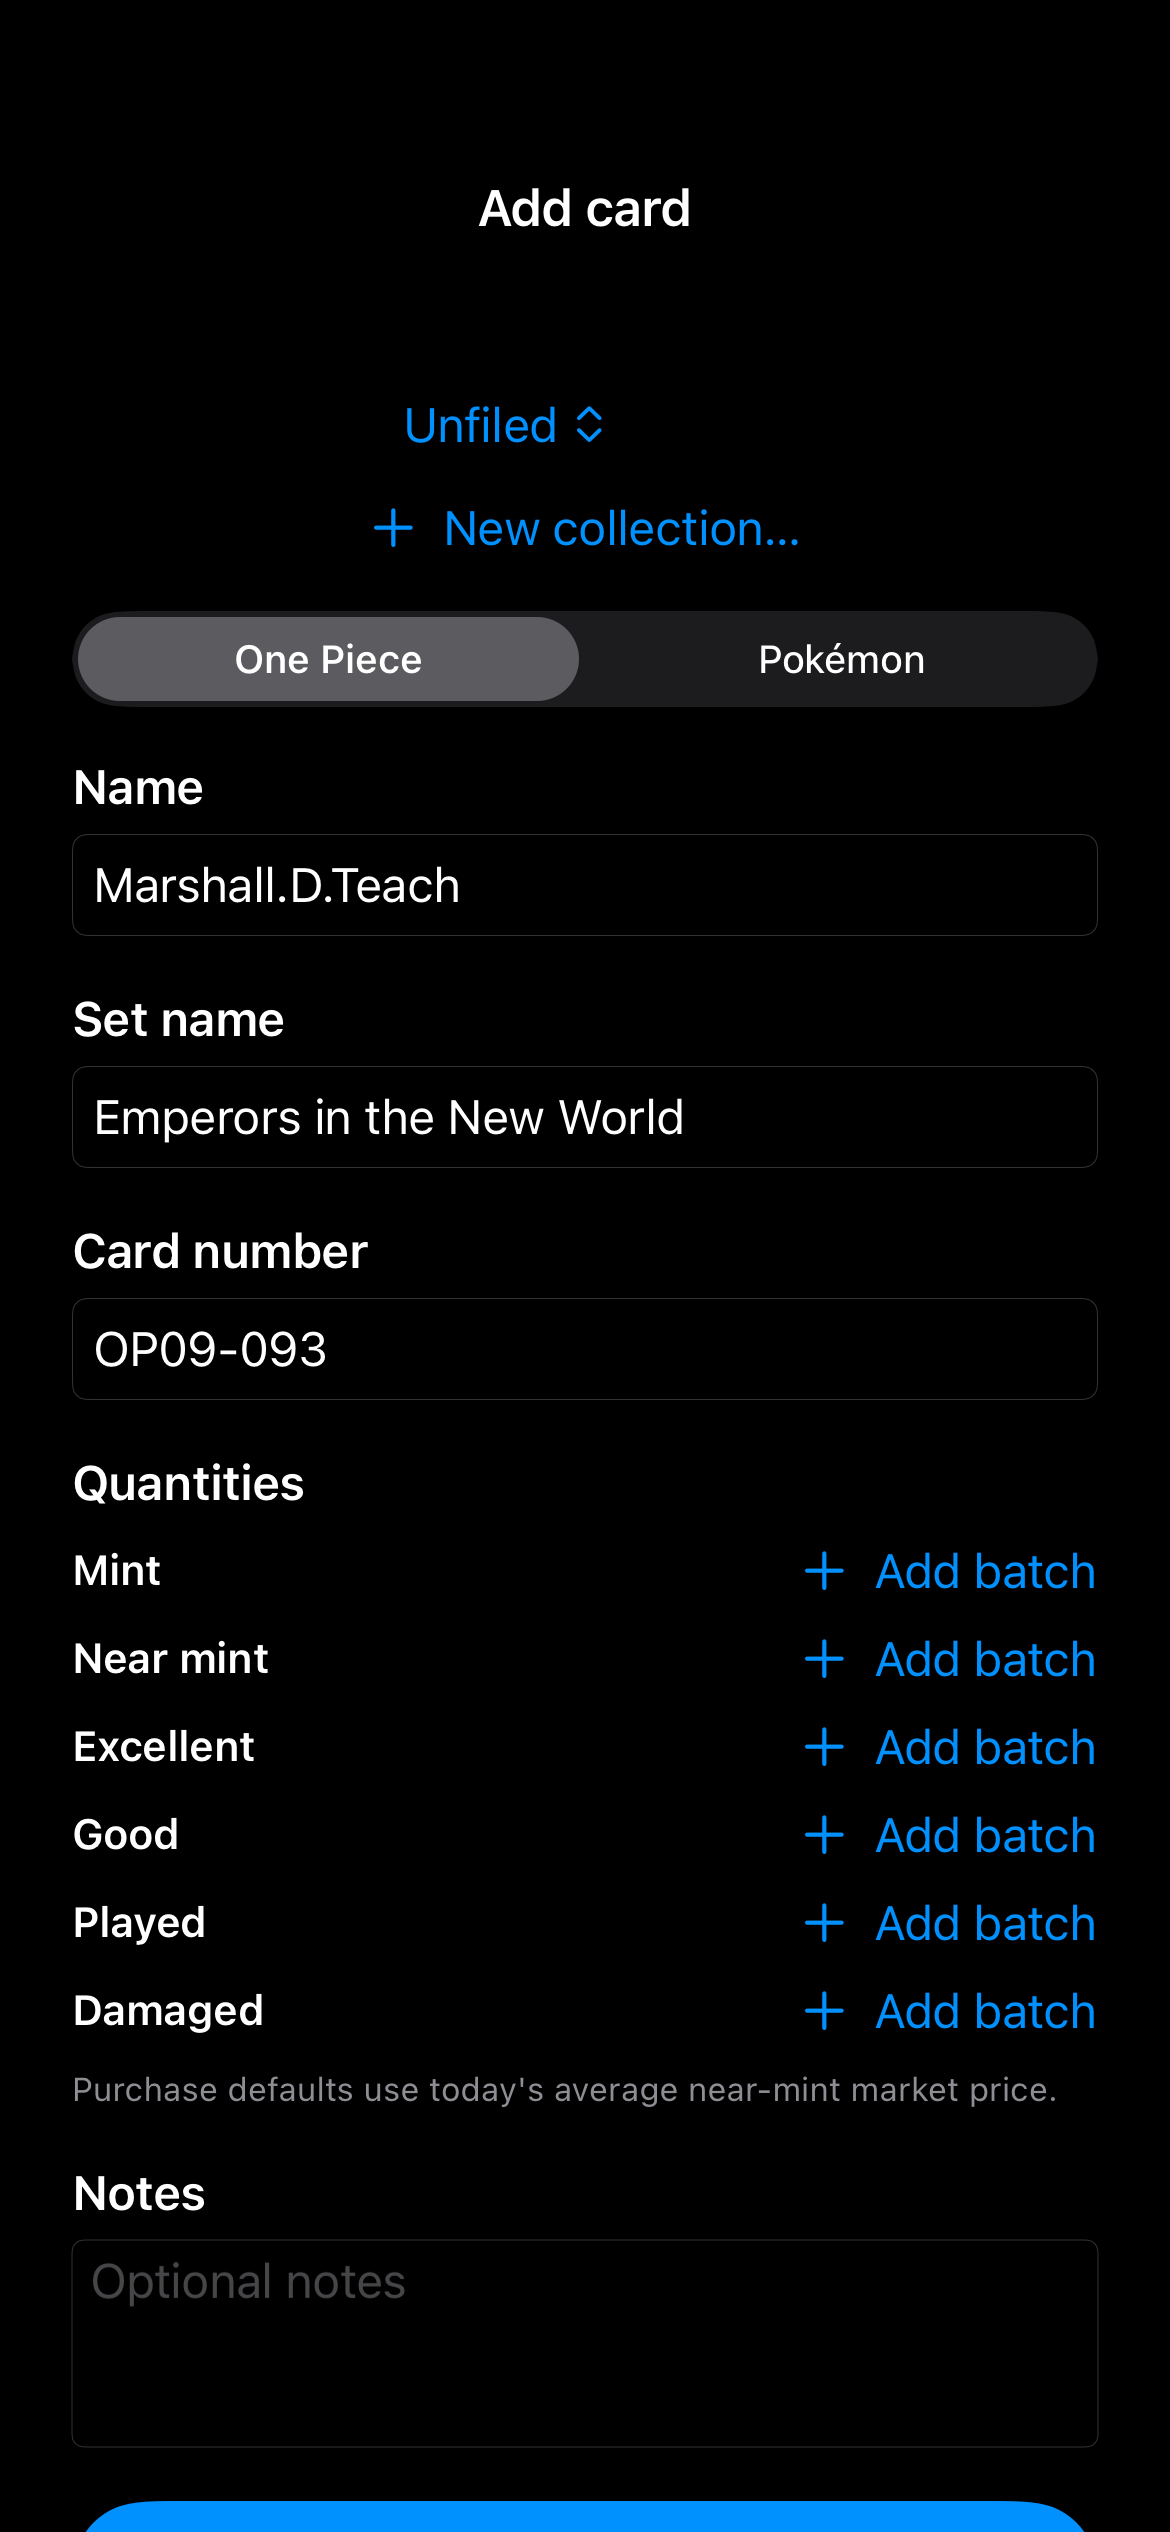 Add card
Unfiled
New collection...
One Piece
Pokémon
Name
Marshall.D.Teach
Set name
Emperors in the New World
Card number
OP09-093
Quantities
Mint
Add batch
Near mint
Add batch
Excellent
Add batch
Good
Add batch
Played
Add batch
Damaged
Add batch
Purchase defaults use today's average near-mint market price.
Notes
Optional notes